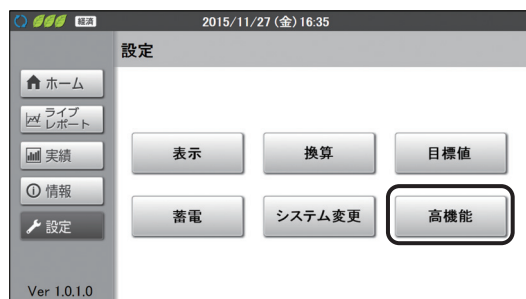 経済
2015/11/27(金)16:35
設定
ホーム
ライブ
レポート
実績
情報
設定
表示
換算
目標値
蓄電
システム変更
高機能
Ver 1.0.1.0